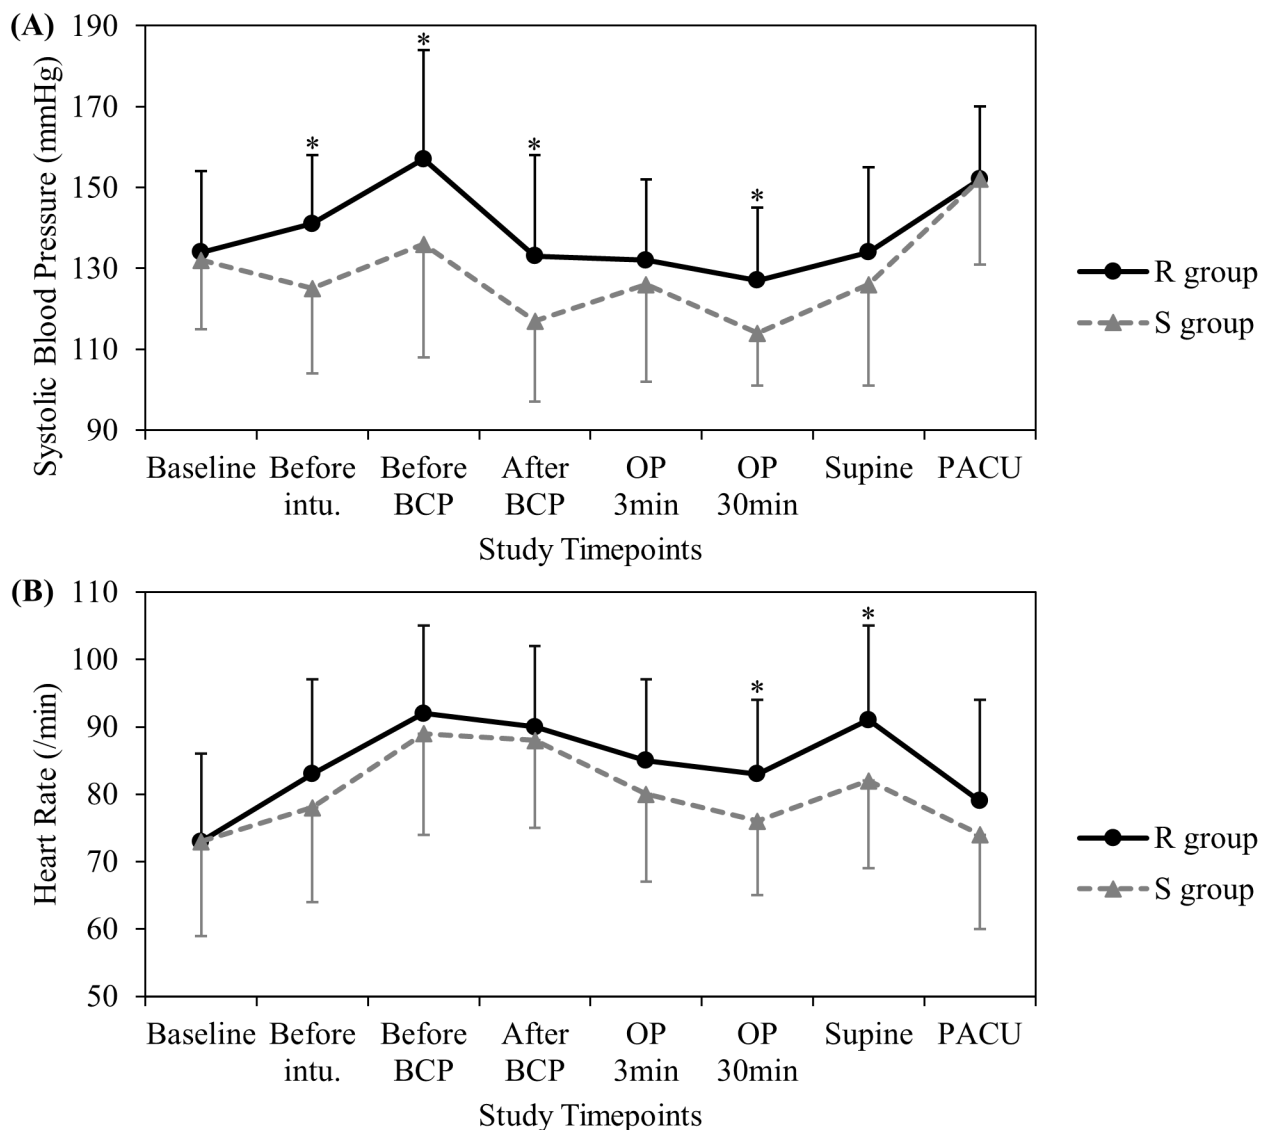 (A)
Systolic Blood Pressure (mmHg)
190
170
150
130
110
90
*
*
*
*
Baseline Before Before After OP OP Supine PACU
intu. BCP BCP 3min 30min
Study Timepoints
R group
S group
(B)
Heart Rate (/min)
110
100
90
80
70
60
50
*
*
Baseline Before Before After OP OP Supine PACU
intu. BCP BCP 3min 30min
Study Timepoints
R group
S group